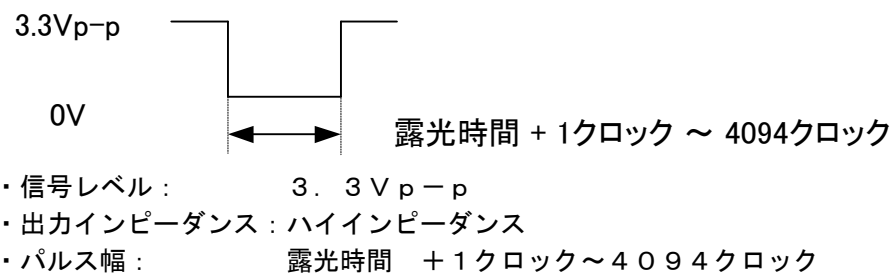 3.3Vp-p
0V
露光時間 + 1クロック ～ 4094クロック
・信号レベル： ３．３Ｖｐ－ｐ
・出力インピーダンス：ハイインピーダンス
・パルス幅： 露光時間 ＋１クロック～４０９４クロック